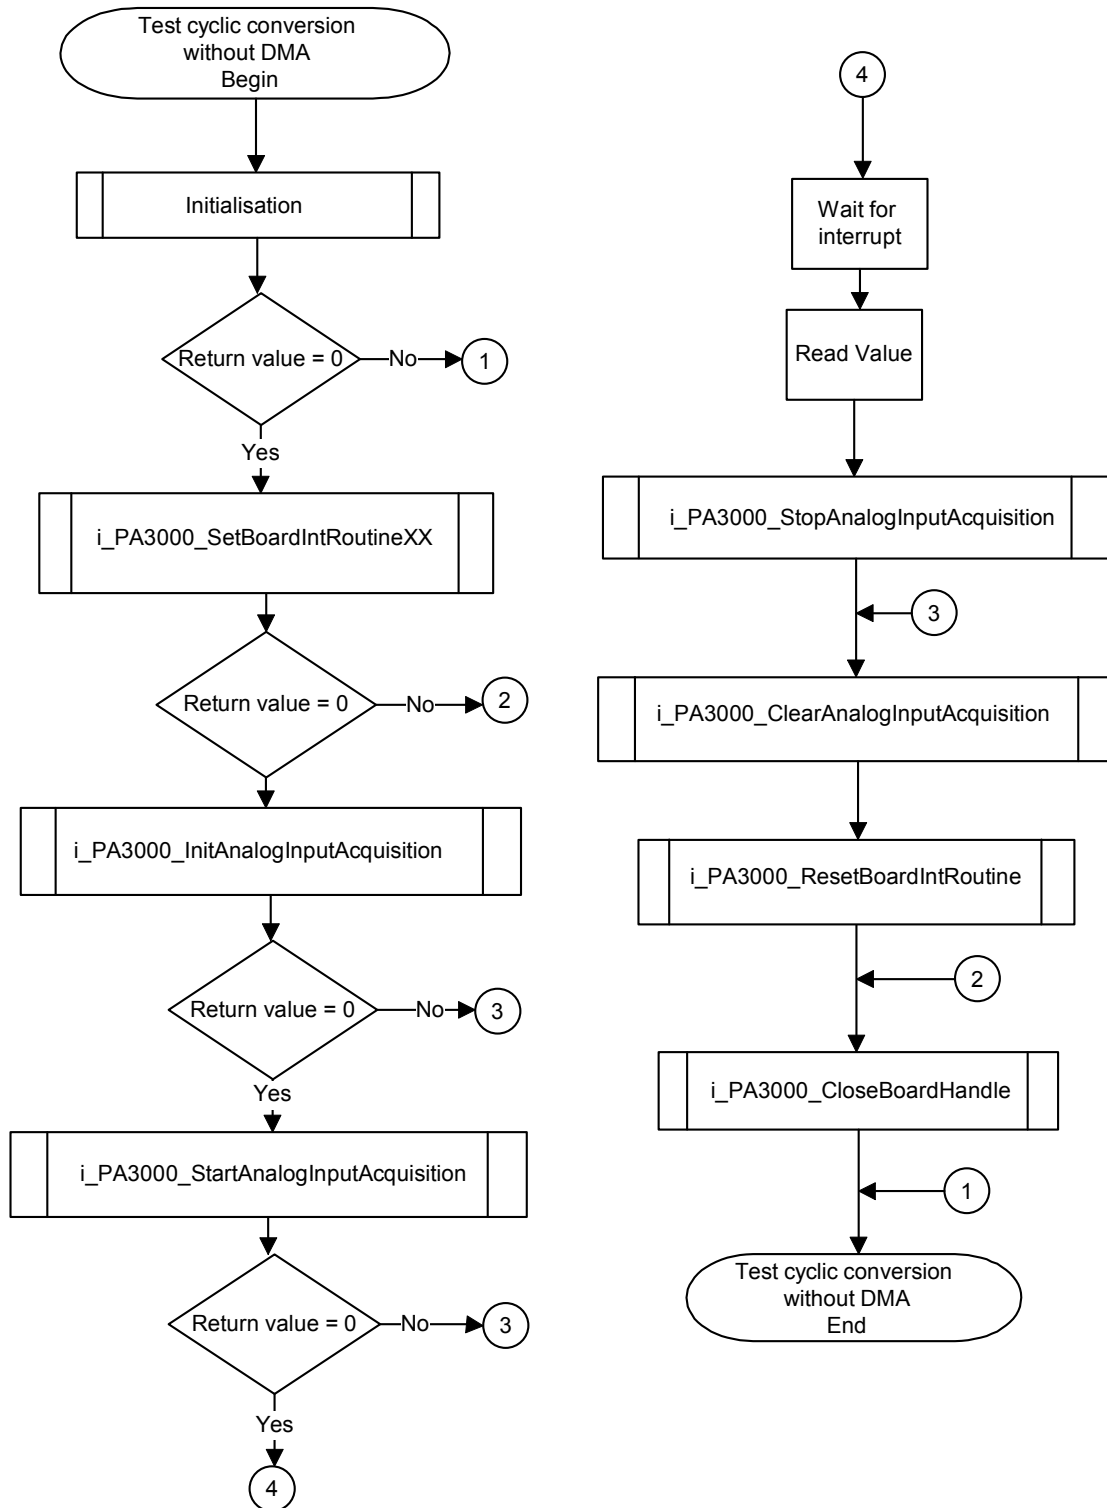 Test cyclic conversion
without DMA
Begin
Initialisation
Return value = 0
No
1
Yes
i_PA3000_SetBoardIntRoutineXX
Return value = 0
No
2
i_PA3000_InitAnalogInputAcquisition
Return value = 0
No
3
Yes
i_PA3000_StartAnalogInputAcquisition
Return value = 0
No
3
Yes
4
4
Wait for
interrupt
Read Value
i_PA3000_StopAnalogInputAcquisition
3
i_PA3000_ClearAnalogInputAcquisition
i_PA3000_ResetBoardIntRoutine
2
i_PA3000_CloseBoardHandle
1
Test cyclic conversion
without DMA
End